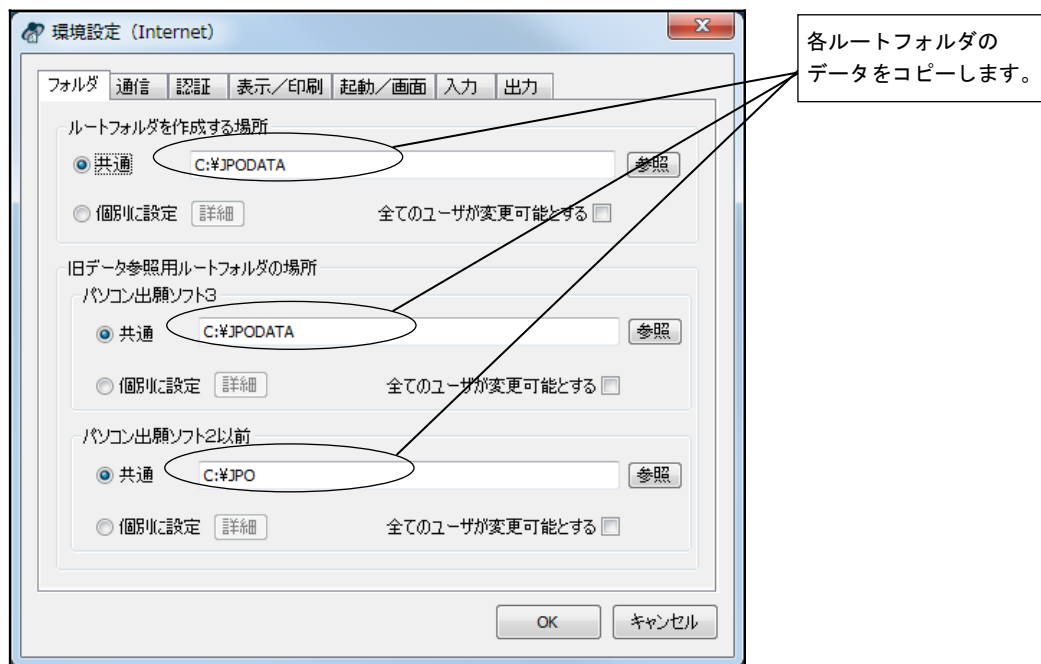 環境設定（Internet）
フォルダ 通信 認証 表示／印刷 起動／画面 入力 出力
ルートフォルダを作成する場所
共通 C:¥JPODATA 参照
個別に設定 詳細 全てのユーザが変更可能とする
旧データ参照用ルートフォルダの場所
パソコン出願ソフト3
共通 C:¥JPODATA 参照
個別に設定 詳細 全てのユーザが変更可能とする
パソコン出願ソフト2以前
共通 C:¥JPO 参照
個別に設定 詳細 全てのユーザが変更可能とする
OK キャンセル
各ルートフォルダの
データをコピーします。